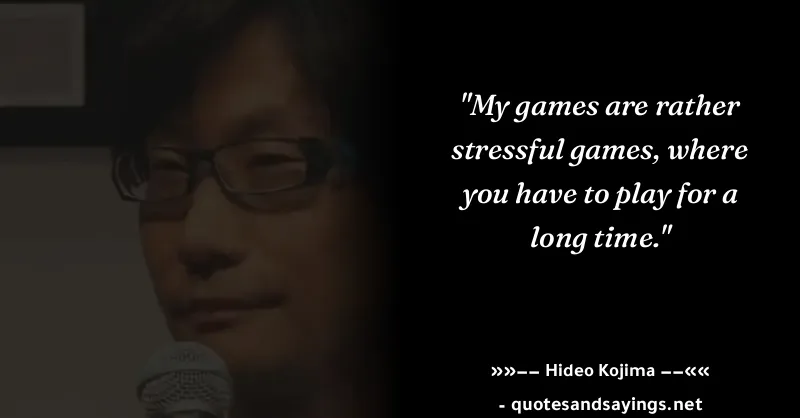 "My games are rather
stressful games, where
you have to play for a
long time."
»»−− Hideo Kojima −−««
- quotesandsayings.net